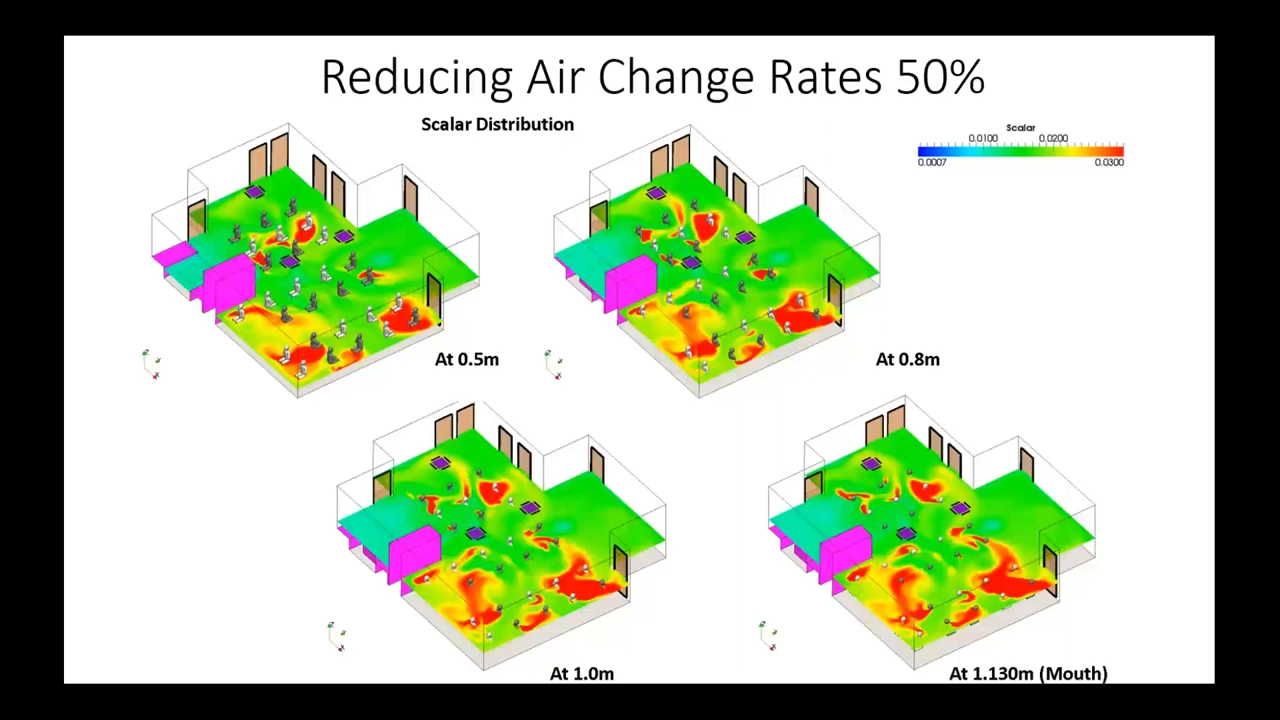 Reducing Air Change Rates 50%
Scalar Distribution
Scalar
0.0100 0.0200
0.0007 0.0300
At 0.5m
At 0.8m
At 1.0m
At 1.130m (Mouth)